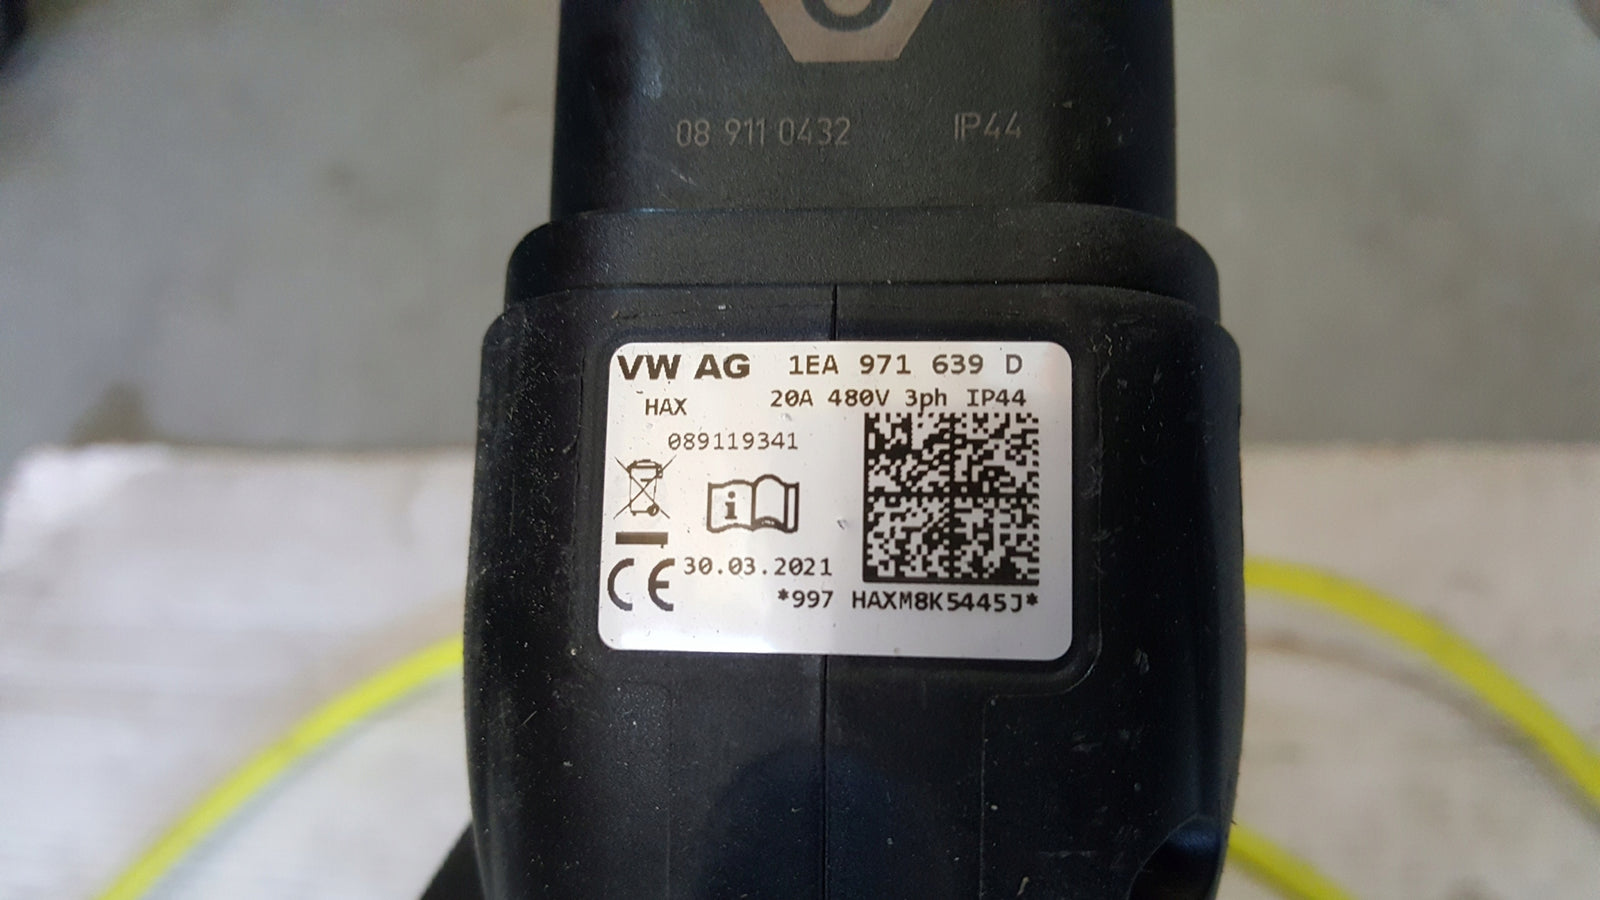 08 911 0432 IP44
VW AG 1EA 971 639 D
HAX 20A 480V 3ph IP44
089119341
i
CE 30.03.2021
*997 HAXM8K5445J*